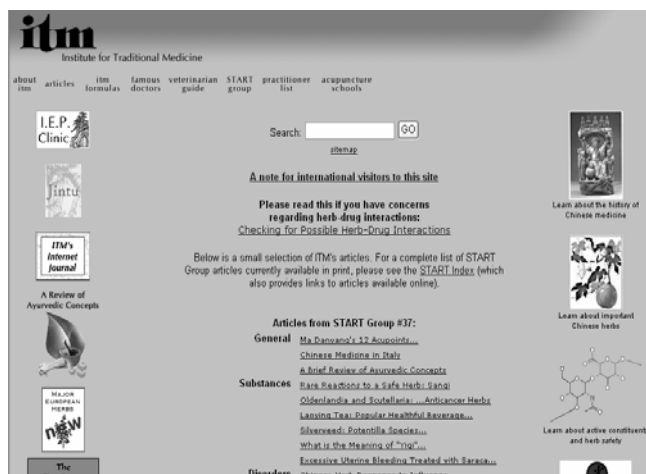 itm
Institute for Traditional Medicine
about itm
articles
itm formulas
famous doctors
veterinarian guide
START group
practitioner list
acupuncture schools
I.E.P.
Clinic
Jintu
ITM's
Internet
Journal
A Review of
Ayurvedic Concepts
MAJOR
EUROPEAN
HERBS
new
The
Search:
GO
sitemap
A note for international visitors to this site
Please read this if you have concerns
regarding herb-drug interactions:
Checking for Possible Herb-Drug Interactions
Below is a small selection of ITM's articles. For a complete list of START
Group articles currently available in print, please see the START Index (which
also provides links to articles available online).
Articles from START Group #37:
General
Ma Danyang's 12 Acupoints...
Chinese Medicine in Italy
A Brief Review of Ayurvedic Concepts
Substances
Rare Reactions to a Safe Herb: Sanqi
Oldenlandia and Scutellaria: ...Anticancer Herbs
Laoying Tea: Popular Healthful Beverage...
Silverweed: Potentilla Species...
What is the Meaning of "riqi"...
Excessive Uterine Bleeding Treated with Saraca...
Disorders
Learn about the history of
Chinese medicine
Learn about important
Chinese herbs
Learn about active constituent
and herb safety